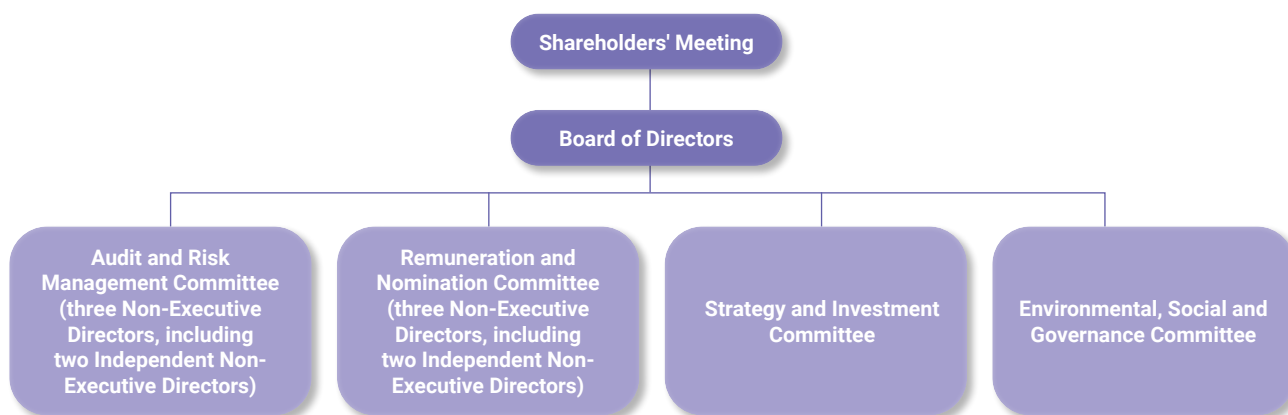 Shareholders' Meeting
Board of Directors
Audit and Risk
Management Committee
(three Non-Executive
Directors, including
two Independent Non-
Executive Directors)
Remuneration and
Nomination Committee
(three Non-Executive
Directors, including
two Independent Non-
Executive Directors)
Strategy and Investment
Committee
Environmental, Social and
Governance Committee